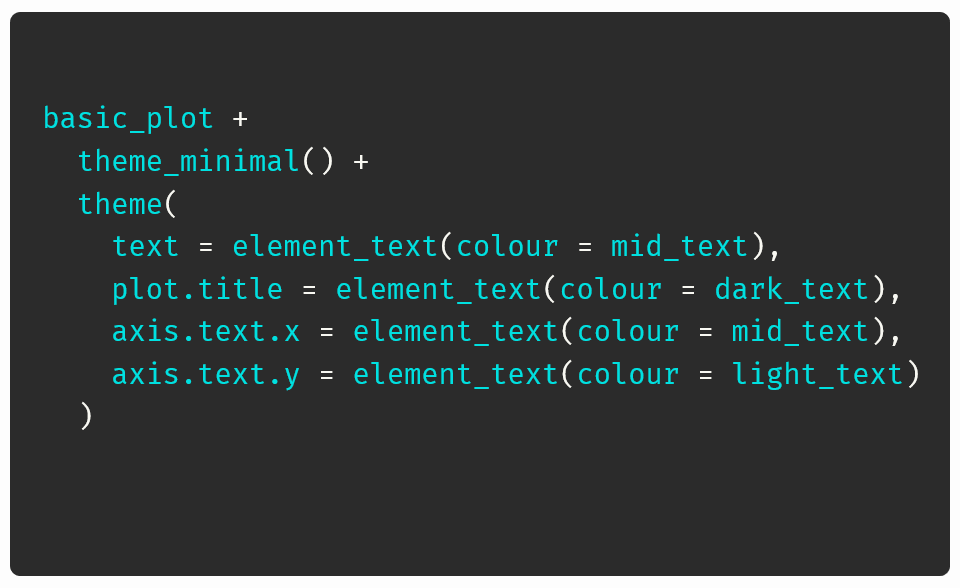 basic_plot +
  theme_minimal() +
  theme(
    text = element_text(colour = mid_text),
    plot.title = element_text(colour = dark_text),
    axis.text.x = element_text(colour = mid_text),
    axis.text.y = element_text(colour = light_text)
  )